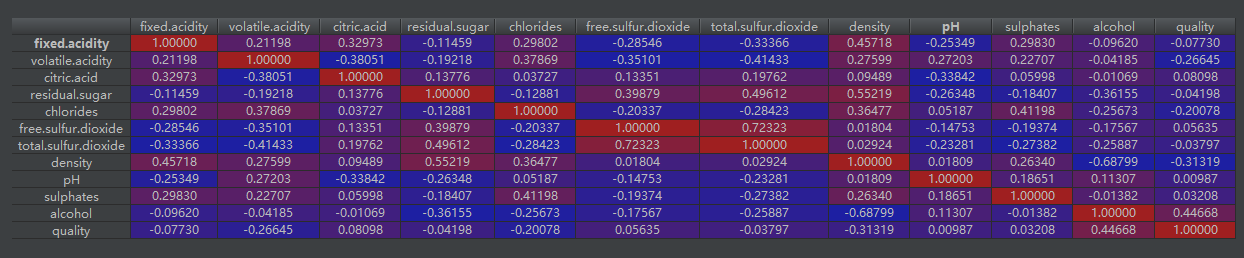 fixed.acidity volatile.acidity citric.acid residual.sugar chlorides free.sulfur.dioxide total.sulfur.dioxide density pH sulphates alcohol quality
fixed.acidity 1.00000 0.21198 0.32973 -0.11459 0.29802 -0.28546 -0.33366 0.45718 -0.25349 0.29830 -0.09620 -0.07730
volatile.acidity 0.21198 1.00000 -0.38051 -0.19218 0.37869 -0.35101 -0.41433 0.27599 0.27203 0.22707 -0.04185 -0.26645
citric.acid 0.32973 -0.38051 1.00000 0.13776 0.03727 0.13351 0.19762 0.09489 -0.33842 0.05998 -0.01069 0.08098
residual.sugar -0.11459 -0.19218 0.13776 1.00000 -0.12881 0.39879 0.49612 0.55219 -0.26348 -0.18407 -0.36155 -0.04198
chlorides 0.29802 0.37869 0.03727 -0.12881 1.00000 -0.20337 -0.28423 0.36477 0.05187 0.41198 -0.25673 -0.20078
free.sulfur.dioxide -0.28546 -0.35101 0.13351 0.39879 -0.20337 1.00000 0.72323 0.01804 -0.14753 -0.19374 -0.17567 0.05635
total.sulfur.dioxide -0.33366 -0.41433 0.19762 0.49612 -0.28423 0.72323 1.00000 0.02924 -0.23281 -0.27382 -0.25887 -0.03797
density 0.45718 0.27599 0.09489 0.55219 0.36477 0.01804 0.02924 1.00000 0.01809 0.26340 -0.68799 -0.31319
pH -0.25349 0.27203 -0.33842 -0.26348 0.05187 -0.14753 -0.23281 0.01809 1.00000 0.18651 0.11307 0.00987
sulphates 0.29830 0.22707 0.05998 -0.18407 0.41198 -0.19374 -0.27382 0.26340 0.18651 1.00000 -0.01382 0.03208
alcohol -0.09620 -0.04185 -0.01069 -0.36155 -0.25673 -0.17567 -0.25887 -0.68799 0.11307 -0.01382 1.00000 0.44668
quality -0.07730 -0.26645 0.08098 -0.04198 -0.20078 0.05635 -0.03797 -0.31319 0.00987 0.03208 0.44668 1.00000